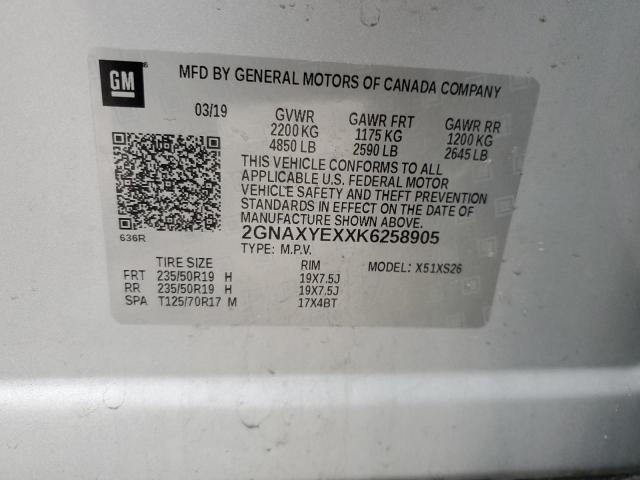 GM
MFD BY GENERAL MOTORS OF CANADA COMPANY
03/19 GVWR GAWR FRT GAWR RR
2200 KG 1175 KG 1200 KG
4850 LB 2590 LB 2645 LB
THIS VEHICLE CONFORMS TO ALL
APPLICABLE U.S. FEDERAL MOTOR
VEHICLE SAFETY AND THEFT PREVENTION
STANDARDS IN EFFECT ON THE DATE OF
MANUFACTURE SHOWN ABOVE.
636R 2GNAXYEXXK6258905
TYPE: M.P.V.
TIRE SIZE RIM MODEL: X51XS26
FRT 235/50R19 H 19X7.5J
RR 235/50R19 H 19X7.5J
SPA T125/70R17 M 17X4BT